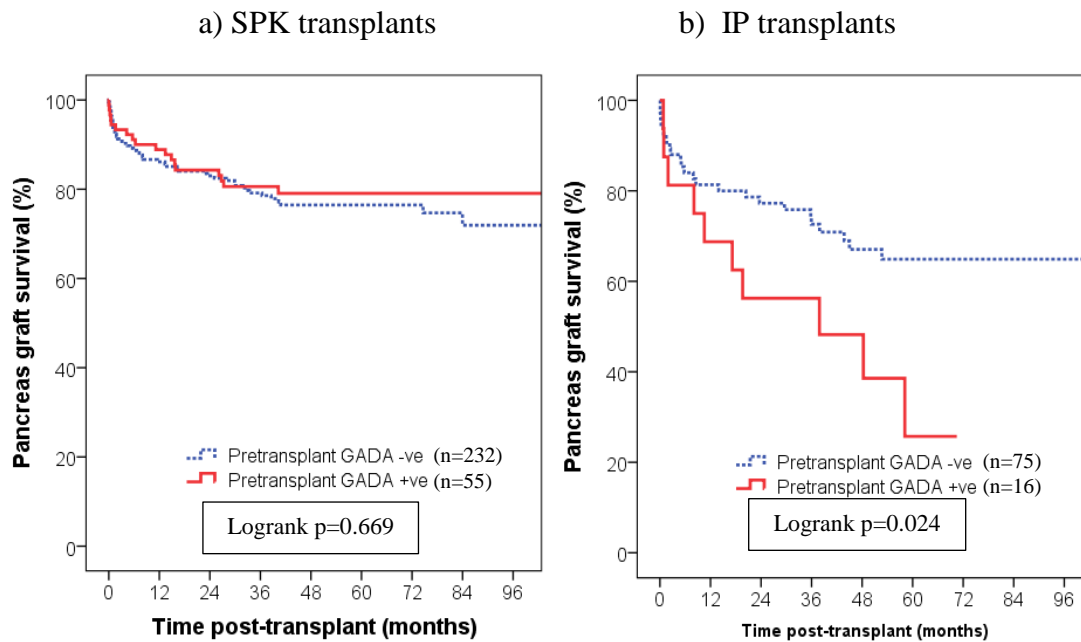 a) SPK transplants
100
80
60
40
20
0
Pancreas graft survival (%)
Pretransplant GADA -ve (n=232)
Pretransplant GADA +ve (n=55)
Logrank p=0.669
0 12 24 36 48 60 72 84 96
Time post-transplant (months)
b) IP transplants
100
80
60
40
20
0
Pancreas graft survival (%)
Pretransplant GADA -ve (n=75)
Pretransplant GADA +ve (n=16)
Logrank p=0.024
0 12 24 36 48 60 72 84 96
Time post-transplant (months)